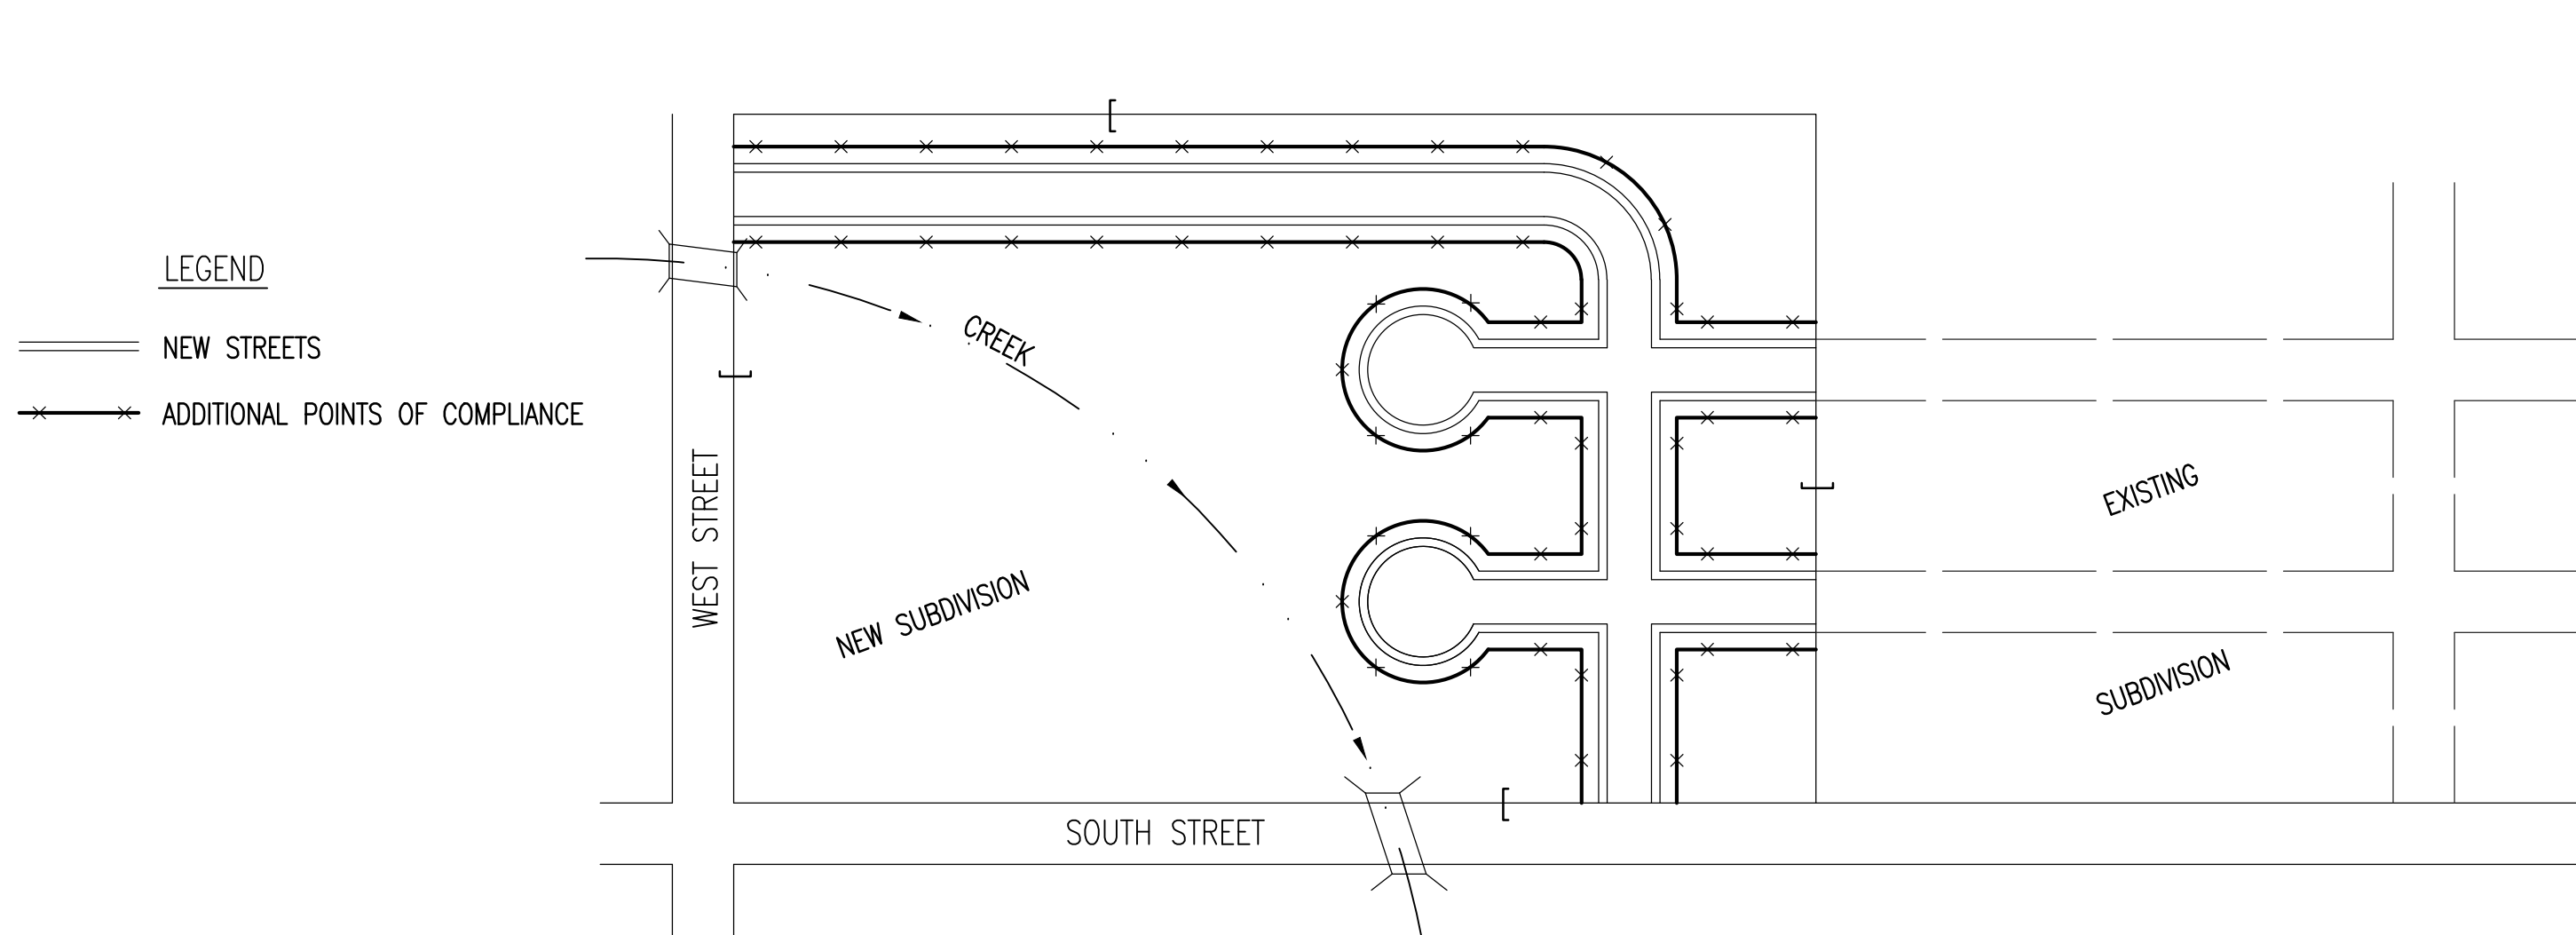 LEGEND
NEW STREETS
ADDITIONAL POINTS OF COMPLIANCE
WEST STREET
CREEK
NEW SUBDIVISION
SOUTH STREET
EXISTING
SUBDIVISION